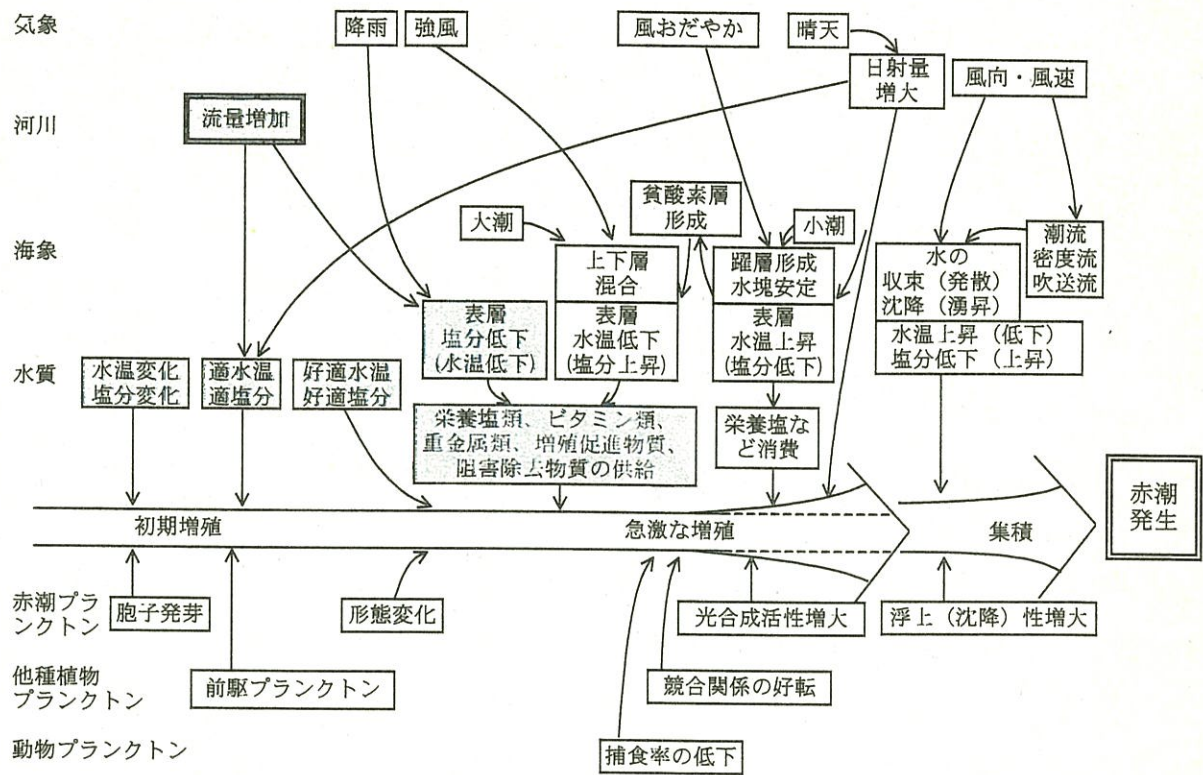 気象
降雨
強風
風おだやか
晴天
日射量
増大
風向・風速
河川
流量増加
海象
大潮
上下層
混合
貧酸素層
形成
躍層形成
水塊安定
小潮
水の
収束（発散）
沈降（湧昇）
潮流
密度流
吹送流
水質
水温変化
塩分変化
適水温
適塩分
好適水温
好適塩分
表層
塩分低下
(水温低下)
表層
水温低下
(塩分上昇)
表層
水温上昇
(塩分低下)
水温上昇（低下）
塩分低下（上昇）
栄養塩類、ビタミン類、
重金属類、増殖促進物質、
阻害除去物質の供給
栄養塩な
ど消費
初期増殖
急激な増殖
集積
赤潮
発生
赤潮プラ
ンクトン
胞子発芽
形態変化
光合成活性増大
浮上（沈降）性増大
他種植物
プランクトン
前駆プランクトン
競合関係の好転
動物プランクトン
捕食率の低下